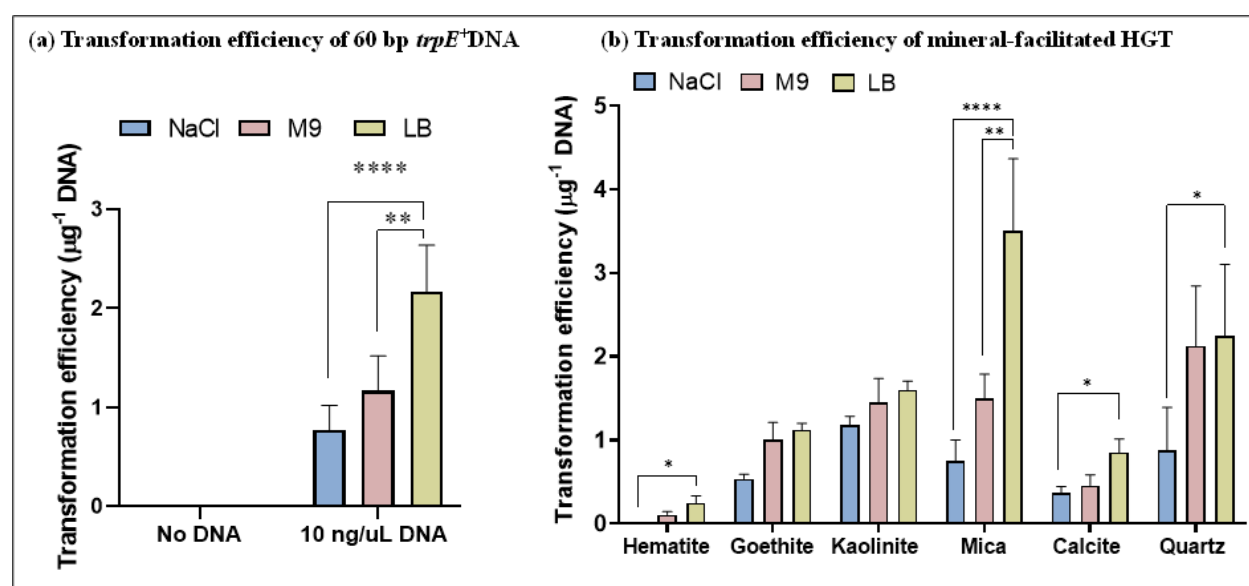 (a) Transformation efficiency of 60 bp trpE⁺DNA
NaCl M9 LB
Transformation efficiency (µg⁻¹ DNA)
3
2
1
0
****
**
No DNA 10 ng/uL DNA
(b) Transformation efficiency of mineral-facilitated HGT
NaCl M9 LB
Transformation efficiency (µg⁻¹ DNA)
5
4
3
2
1
0
*
****
**
*
*
Hematite Goethite Kaolinite Mica Calcite Quartz